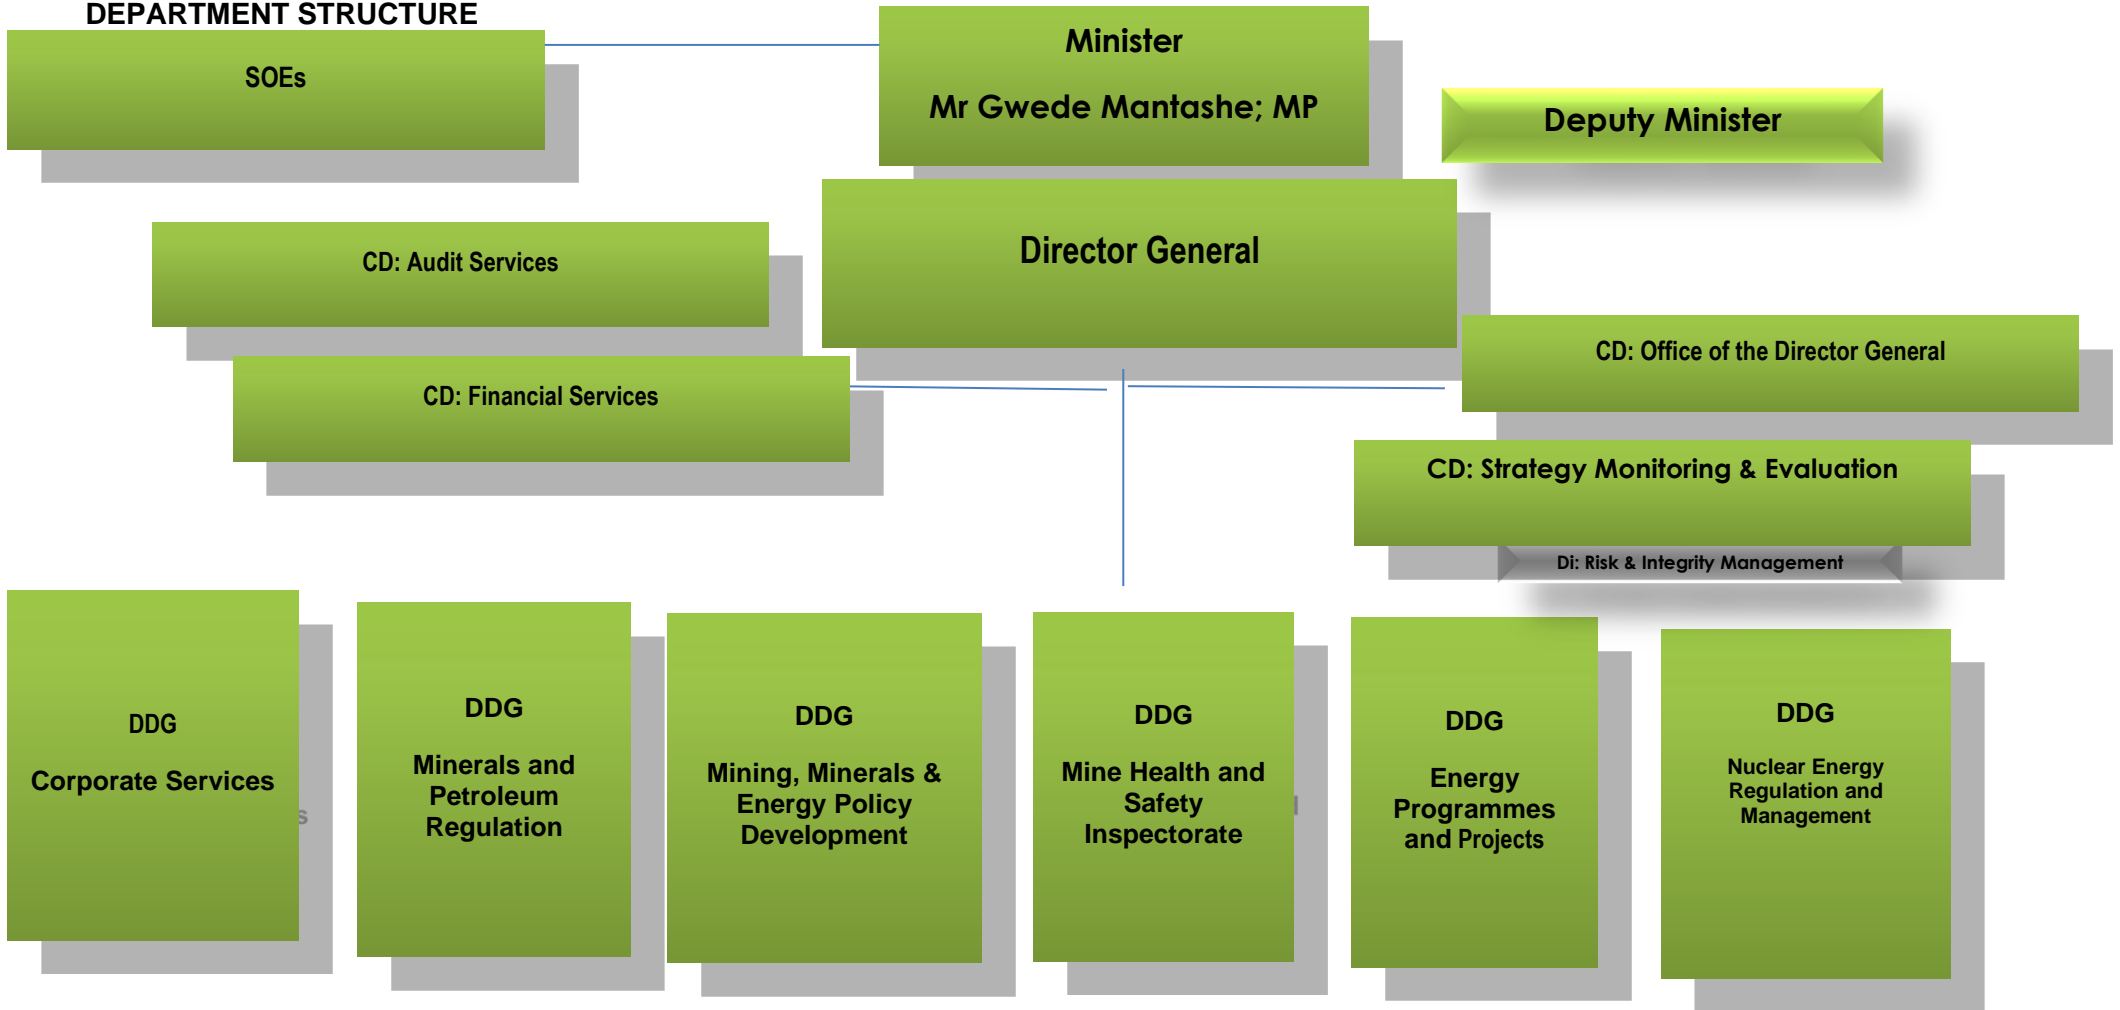 DEPARTMENT STRUCTURE
SOEs
Minister
Mr Gwede Mantashe; MP
Deputy Minister
Director General
CD: Audit Services
CD: Financial Services
CD: Office of the Director General
CD: Strategy Monitoring & Evaluation
Di: Risk & Integrity Management
DDG
Corporate Services
DDG
Minerals and
Petroleum
Regulation
DDG
Mining, Minerals &
Energy Policy
Development
DDG
Mine Health and
Safety
Inspectorate
DDG
Energy
Programmes
and Projects
DDG
Nuclear Energy
Regulation and
Management